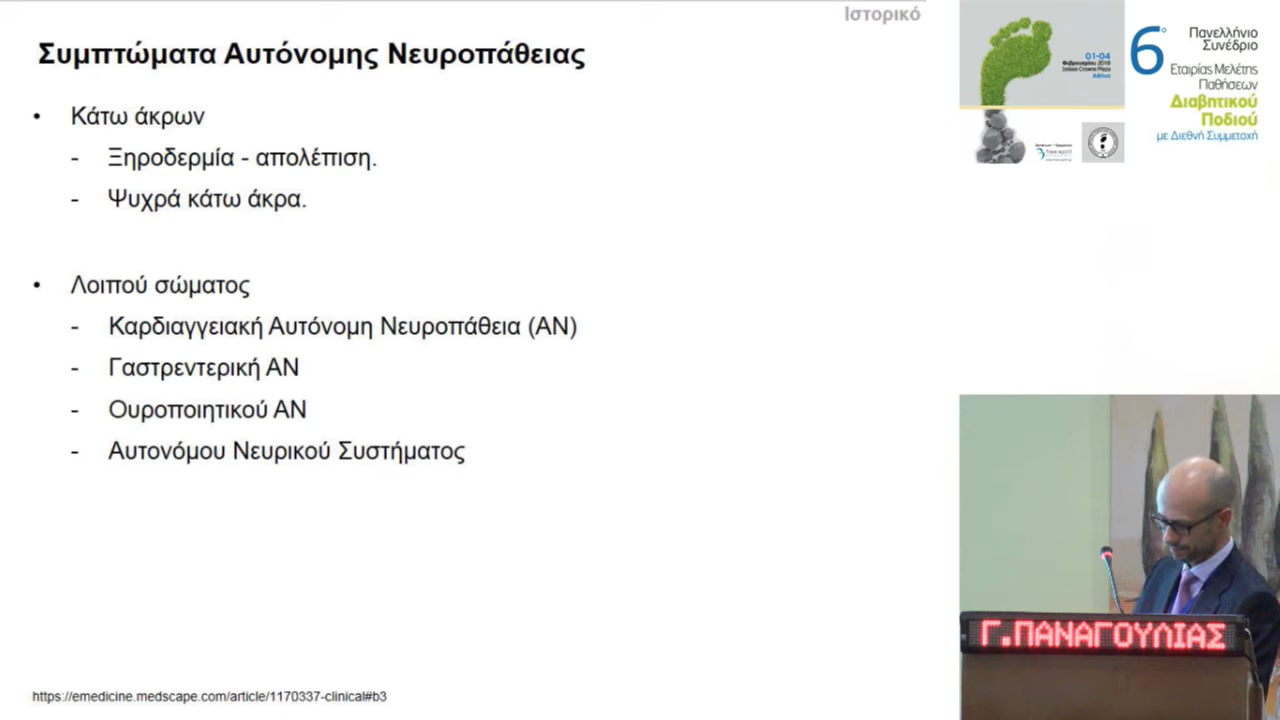 Ιστορικό
Συμπτώματα Αυτόνομης Νευροπάθειας
• Κάτω άκρων
- Ξηροδερμία - απολέπιση.
- Ψυχρά κάτω άκρα.
• Λοιπού σώματος
- Καρδιαγγειακή Αυτόνομη Νευροπάθεια (ΑΝ)
- Γαστρεντερική ΑΝ
- Ουροποιητικού ΑΝ
- Αυτονόμου Νευρικού Συστήματος
https://emedicine.medscape.com/article/1170337-clinical#b3
01-04
Φεβρουαρίου 2018
Crowne Plaza
Αθήνα
6ο
Πανελλήνιο
Συνέδριο
Εταιρίας Μελέτης
Παθήσεων
Διαβητικού
Ποδιού
με Διεθνή Συμμετοχή
Γ.ΠΑΝΑΓΟΥΛΙΑΣ